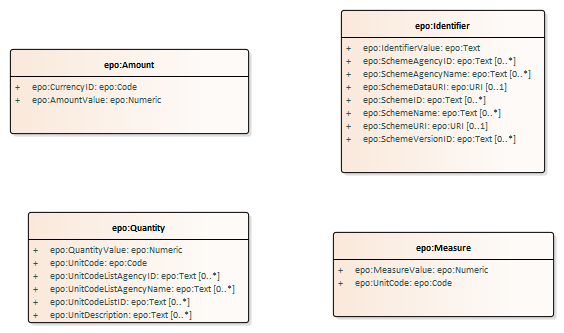 epo:Amount
+ epo:CurrencyID: epo:Code
+ epo:AmountValue: epo:Numeric
epo:Identifier
+ epo:IdentifierValue: epo:Text
+ epo:SchemeAgencyID: epo:Text [0..*]
+ epo:SchemeAgencyName: epo:Text [0..*]
+ epo:SchemeDataURI: epo:URI [0..1]
+ epo:SchemeID: epo:Text [0..*]
+ epo:SchemeName: epo:Text [0..*]
+ epo:SchemeURI: epo:URI [0..1]
+ epo:SchemeVersionID: epo:Text [0..*]
epo:Quantity
+ epo:QuantityValue: epo:Numeric
+ epo:UnitCode: epo:Code
+ epo:UnitCodeListAgencyID: epo:Text [0..*]
+ epo:UnitCodeListAgencyName: epo:Text [0..*]
+ epo:UnitCodeListID: epo:Text [0..*]
+ epo:UnitDescription: epo:Text [0..*]
epo:Measure
+ epo:MeasureValue: epo:Numeric
+ epo:UnitCode: epo:Code